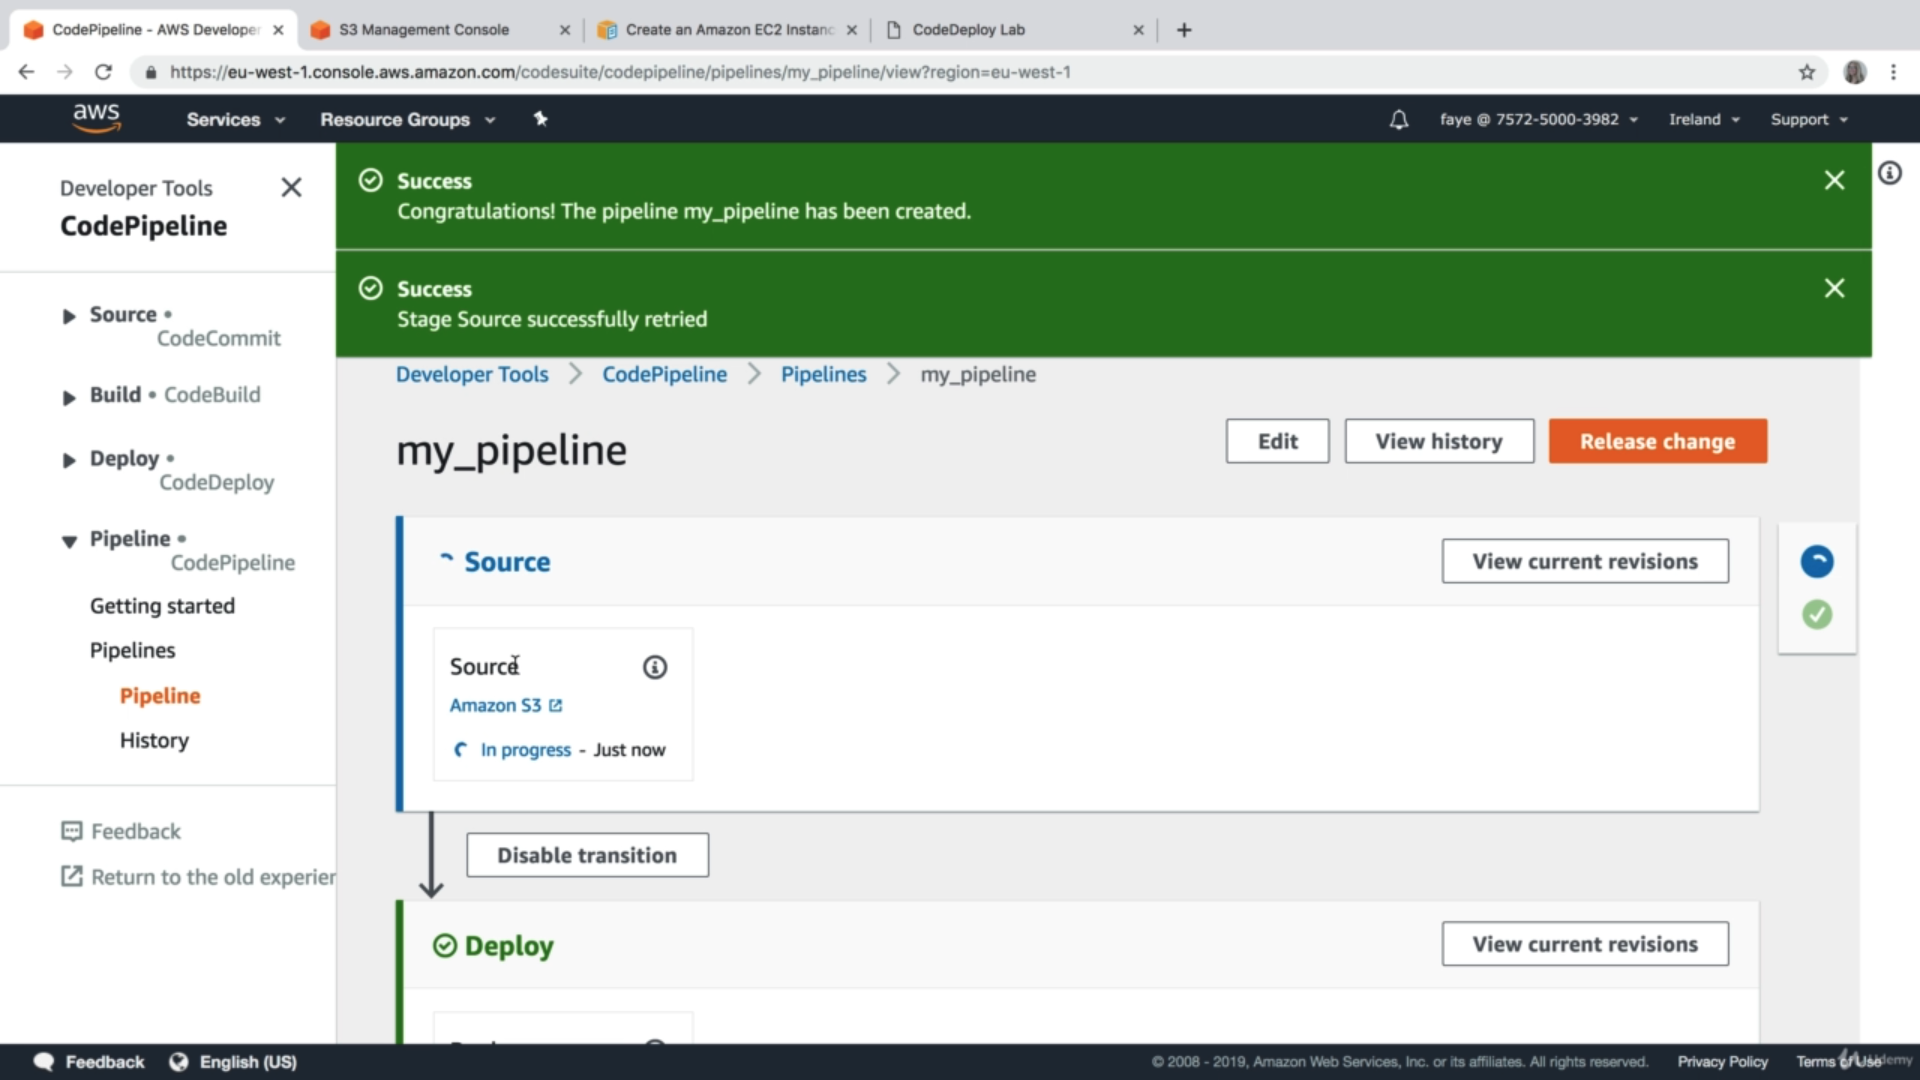 CodePipeline - AWS Developer
S3 Management Console
Create an Amazon EC2 Instanc
CodeDeploy Lab
https://eu-west-1.console.aws.amazon.com/codesuite/codepipeline/pipelines/my_pipeline/view?region=eu-west-1
aws
Services
Resource Groups
faye @ 7572-5000-3982
Ireland
Support
Developer Tools
CodePipeline
Source •
CodeCommit
Build • CodeBuild
Deploy •
CodeDeploy
Pipeline •
CodePipeline
Getting started
Pipelines
Pipeline
History
Feedback
Return to the old experien
Success
Congratulations! The pipeline my_pipeline has been created.
Success
Stage Source successfully retried
Developer Tools
CodePipeline
Pipelines
my_pipeline
my_pipeline
Edit
View history
Release change
Source
View current revisions
Source
Amazon S3
In progress - Just now
Disable transition
Deploy
View current revisions
Feedback
English (US)
© 2008 - 2019, Amazon Web Services, Inc. or its affiliates. All rights reserved.
Privacy Policy
Terms of Use